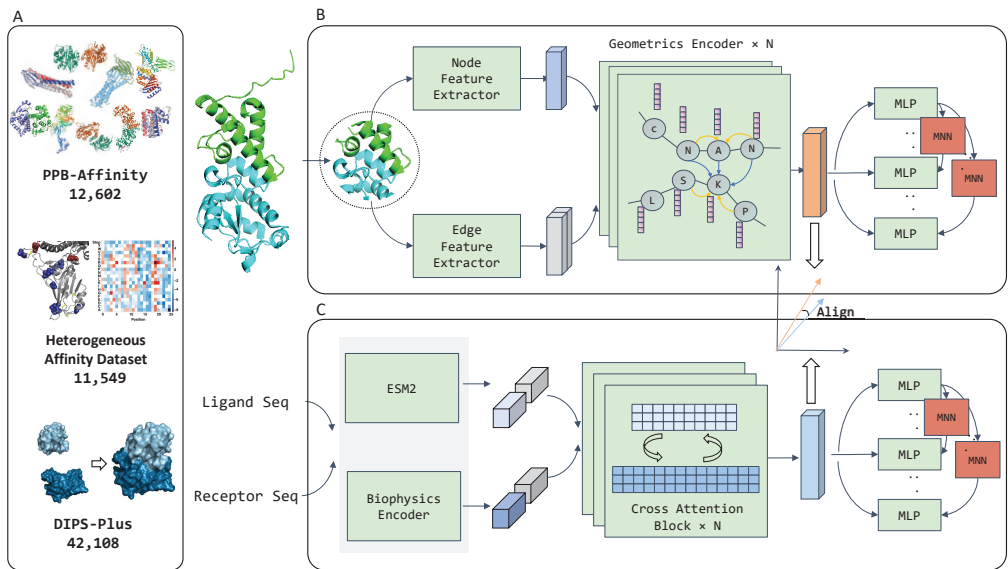 A
PPB-Affinity
12,602
Position
Heterogeneous
Affinity Dataset
11,549
DIPS-Plus
42,108
B
Node
Feature
Extractor
Edge
Feature
Extractor
Geometrics Encoder × N
c
N
A
N
S
K
L
P
MLP
MNN
MLP
MNN
MLP
Align
C
Ligand Seq
Receptor Seq
ESM2
Biophysics
Encoder
Cross Attention
Block × N
MLP
MNN
MLP
MNN
MLP